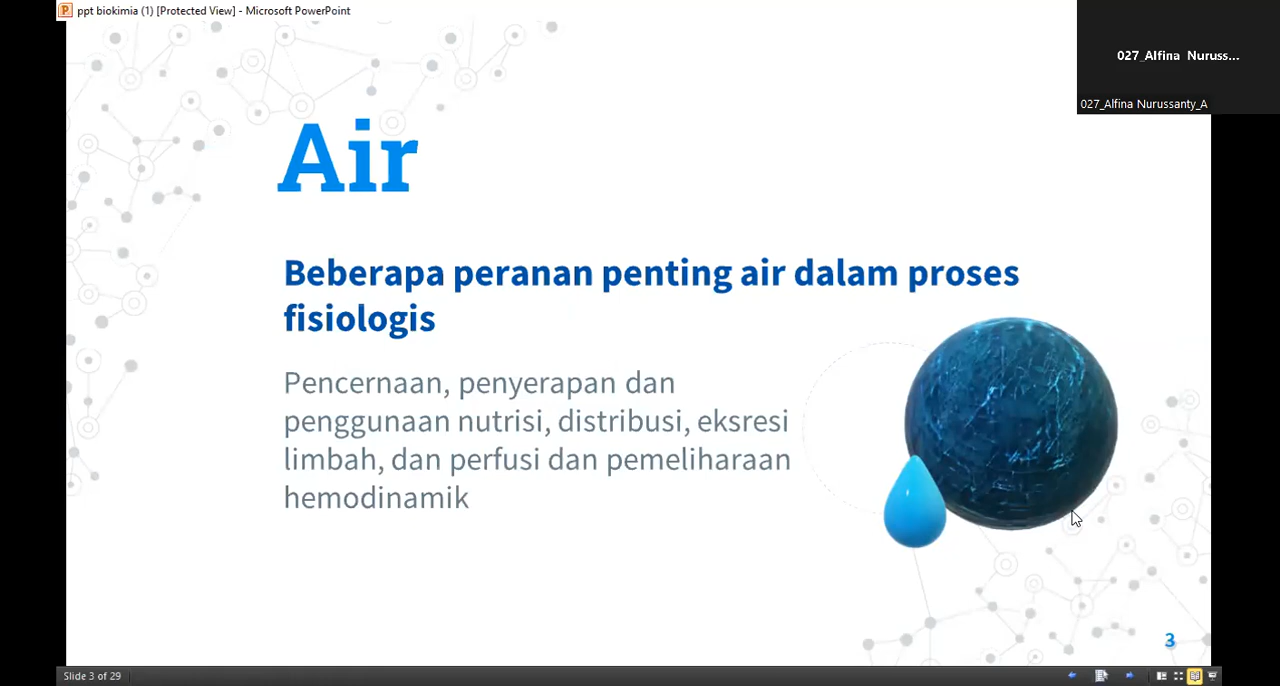 ppt biokimia (1) [Protected View] - Microsoft PowerPoint
027_Alfina Nuruss...
027_Alfina Nurussanty_A
Air
Beberapa peranan penting air dalam proses
fisiologis
Pencernaan, penyerapan dan
penggunaan nutrisi, distribusi, eksresi
limbah, dan perfusi dan pemeliharaan
hemodinamik
3
Slide 3 of 29